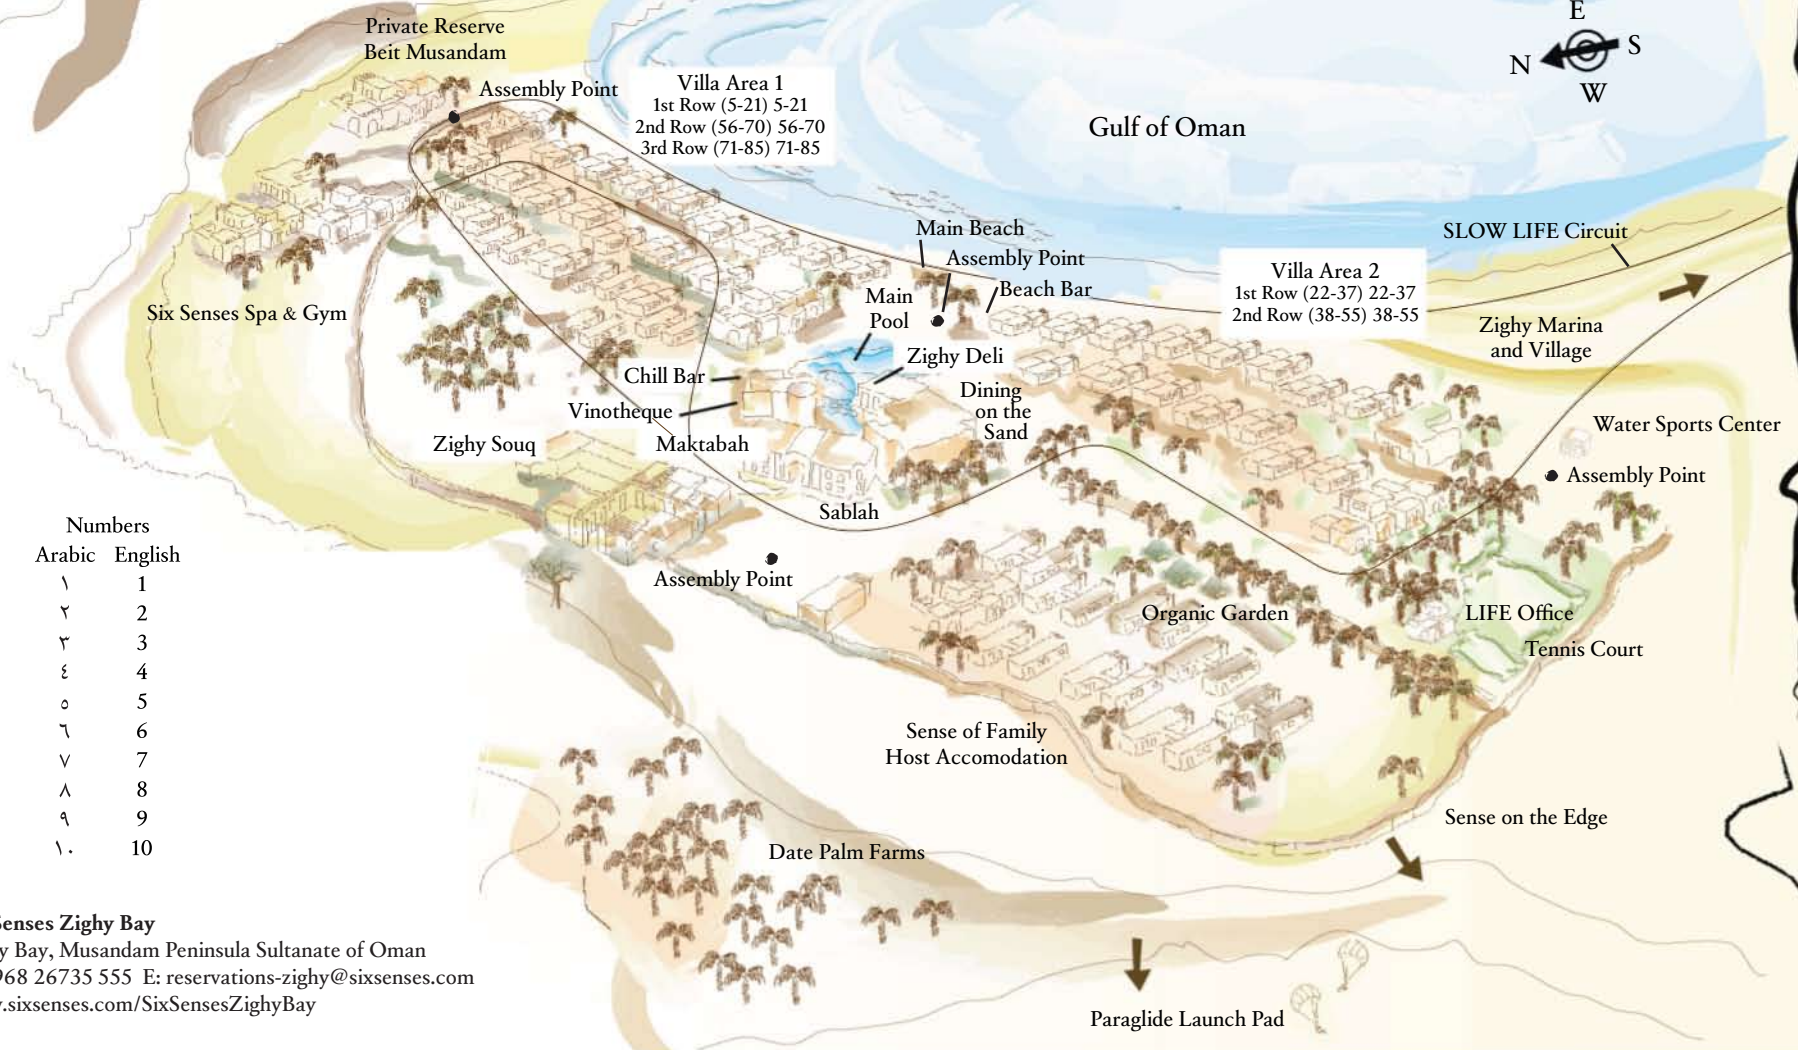 Private Reserve
Beit Musandam
Assembly Point
Villa Area 1
1st Row (5-21) 5-21
2nd Row (56-70) 56-70
3rd Row (71-85) 71-85
Gulf of Oman
E
N
S
W
Main Beach
Assembly Point
Beach Bar
Main
Pool
Zighy Deli
Chill Bar
Vinotheque
Maktabah
Dining
on the
Sand
Villa Area 2
1st Row (22-37) 22-37
2nd Row (38-55) 38-55
SLOW LIFE Circuit
Zighy Marina
and Village
Water Sports Center
Assembly Point
Six Senses Spa & Gym
Zighy Souq
Sablah
Assembly Point
Organic Garden
LIFE Office
Tennis Court
Sense of Family
Host Accomodation
Sense on the Edge
Date Palm Farms
Paraglide Launch Pad
Numbers
Arabic English
١ 1
٢ 2
٣ 3
٤ 4
٥ 5
٦ 6
٧ 7
٨ 8
٩ 9
١٠ 10
Senses Zighy Bay
y Bay, Musandam Peninsula Sultanate of Oman
968 26735 555 E: reservations-zighy@sixsenses.com
.sixsenses.com/SixSensesZighyBay